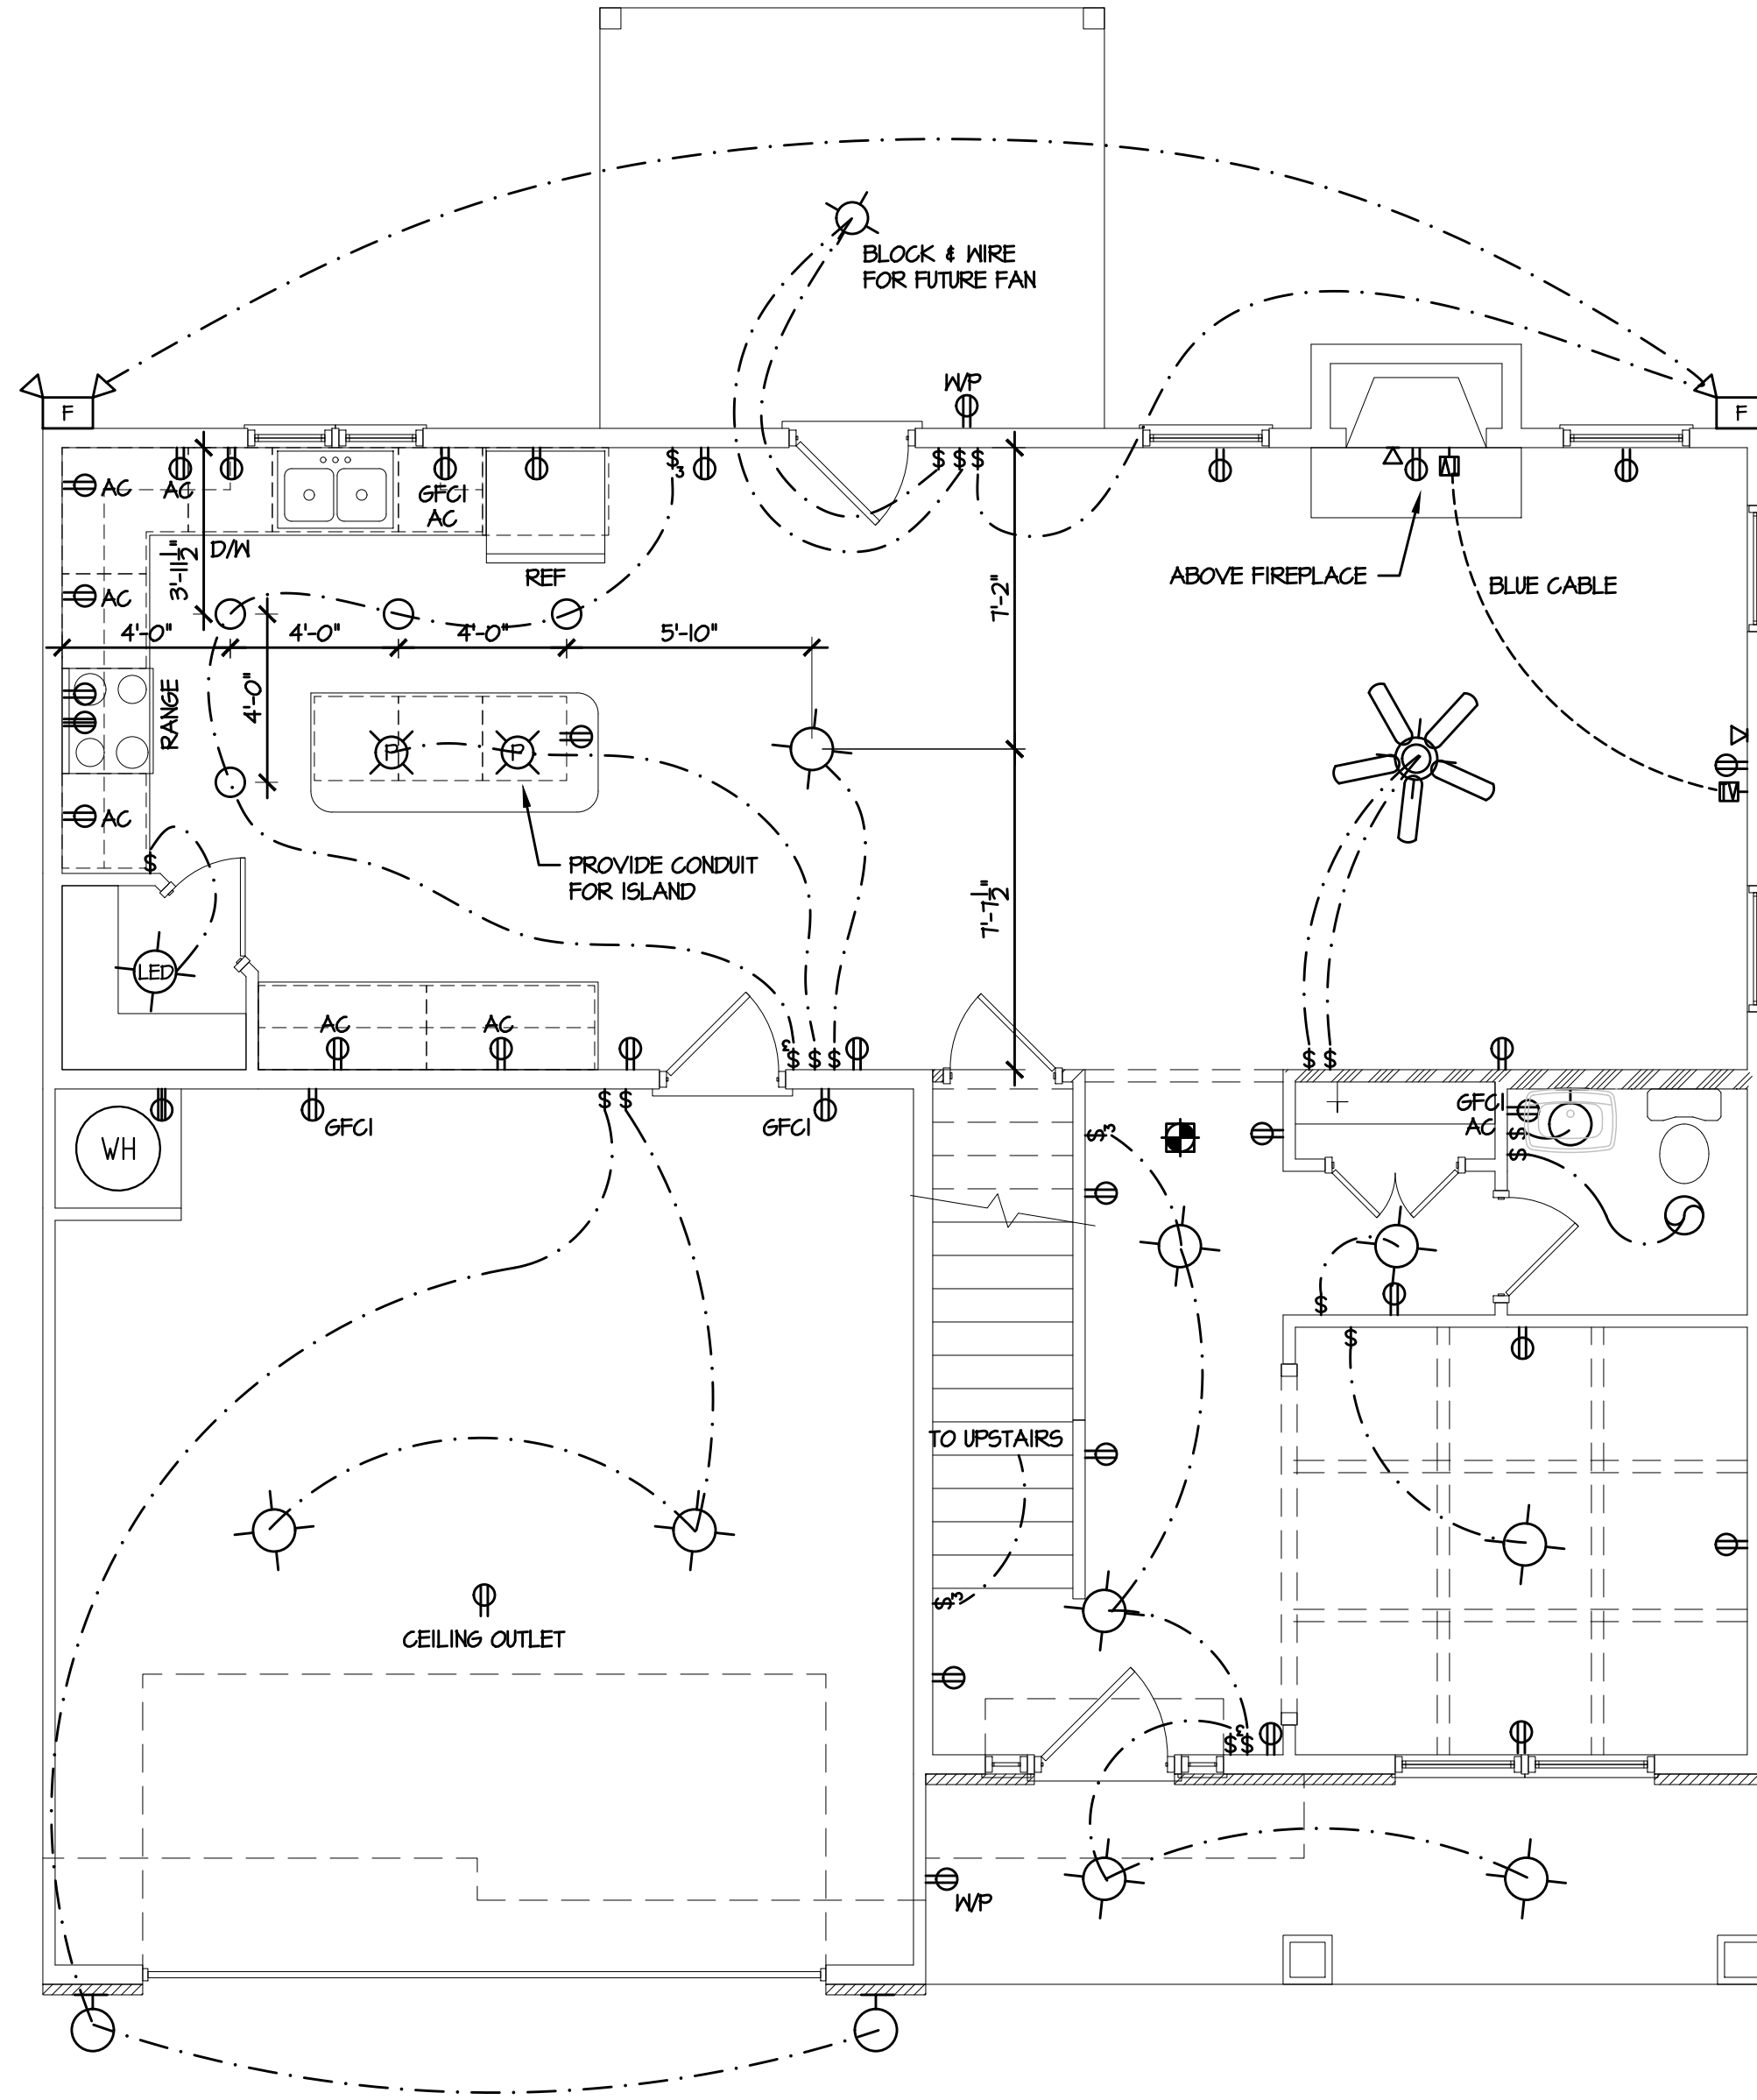 BLOCK & WIRE
FOR FUTURE FAN
W/P
F
F
$3
$ $ $
AC
AC
GFCI
AC
D/W
3'-11 1/2"
REF
7'-2"
ABOVE FIREPLACE
BLUE CABLE
AC
4'-0"
4'-0"
4'-0"
5'-10"
4'-0"
RANGE
P
P
AC
$
PROVIDE CONDUIT
FOR ISLAND
7'-7 1/2"
LED
AC
AC
$3 $ $
$ $
$ $
GFCI
GFCI
WH
GFCI
AC
$
$
$3
$
$
TO UPSTAIRS
$3
CEILING OUTLET
$3 $
W/P